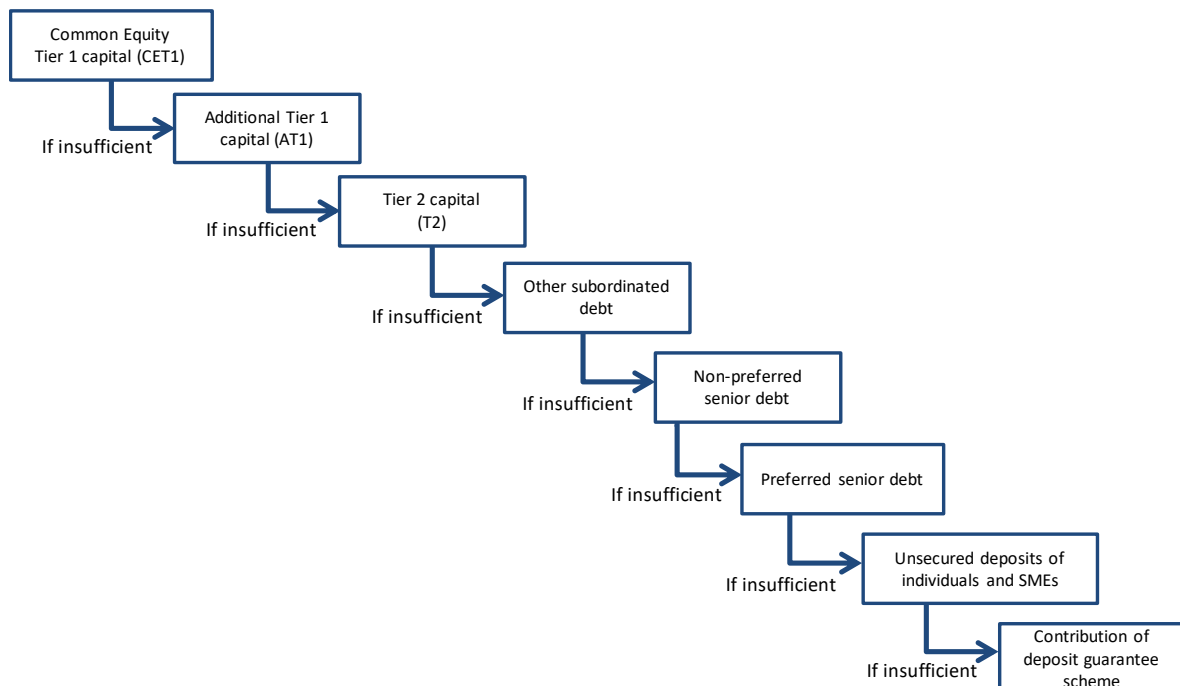 Common Equity
Tier 1 capital (CET1)
If insufficient
Additional Tier 1
capital (AT1)
If insufficient
Tier 2 capital
(T2)
If insufficient
Other subordinated
debt
If insufficient
Non-preferred
senior debt
If insufficient
Preferred senior debt
If insufficient
Unsecured deposits of
individuals and SMEs
If insufficient
Contribution of
deposit guarantee
scheme